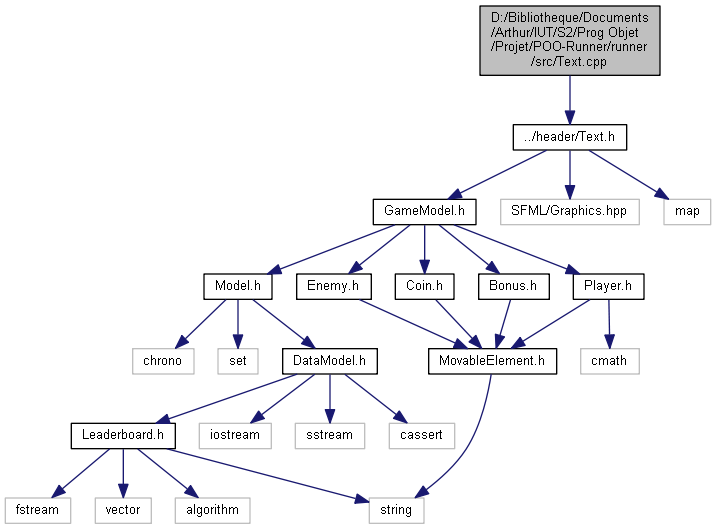 D:/Bibliotheque/Documents
/Arthur/IUT/S2/Prog Objet
/Projet/POO-Runner/runner
/src/Text.cpp
../header/Text.h
GameModel.h
SFML/Graphics.hpp
map
Model.h
Enemy.h
Coin.h
Bonus.h
Player.h
chrono
set
DataModel.h
MovableElement.h
cmath
Leaderboard.h
iostream
sstream
cassert
fstream
vector
algorithm
string